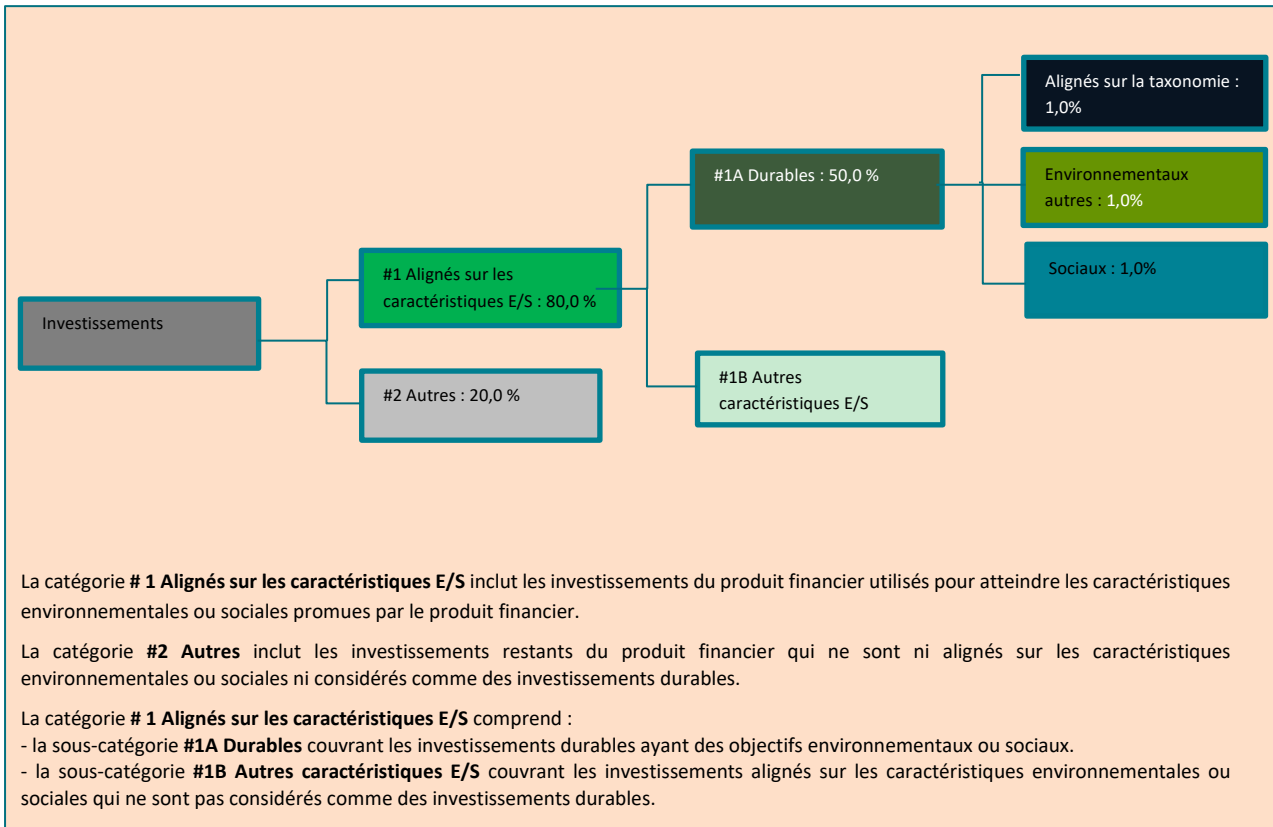 Investissements
#1 Alignés sur les
caractéristiques E/S : 80,0 %
#2 Autres : 20,0 %
#1A Durables : 50,0 %
#1B Autres
caractéristiques E/S
Alignés sur la taxonomie :
1,0%
Environnementaux
autres : 1,0%
Sociaux : 1,0%
La catégorie # 1 Alignés sur les caractéristiques E/S inclut les investissements du produit financier utilisés pour atteindre les caractéristiques
environnementales ou sociales promues par le produit financier.
La catégorie #2 Autres inclut les investissements restants du produit financier qui ne sont ni alignés sur les caractéristiques
environnementales ou sociales ni considérés comme des investissements durables.
La catégorie # 1 Alignés sur les caractéristiques E/S comprend :
- la sous-catégorie #1A Durables couvrant les investissements durables ayant des objectifs environnementaux ou sociaux.
- la sous-catégorie #1B Autres caractéristiques E/S couvrant les investissements alignés sur les caractéristiques environnementales ou
sociales qui ne sont pas considérés comme des investissements durables.